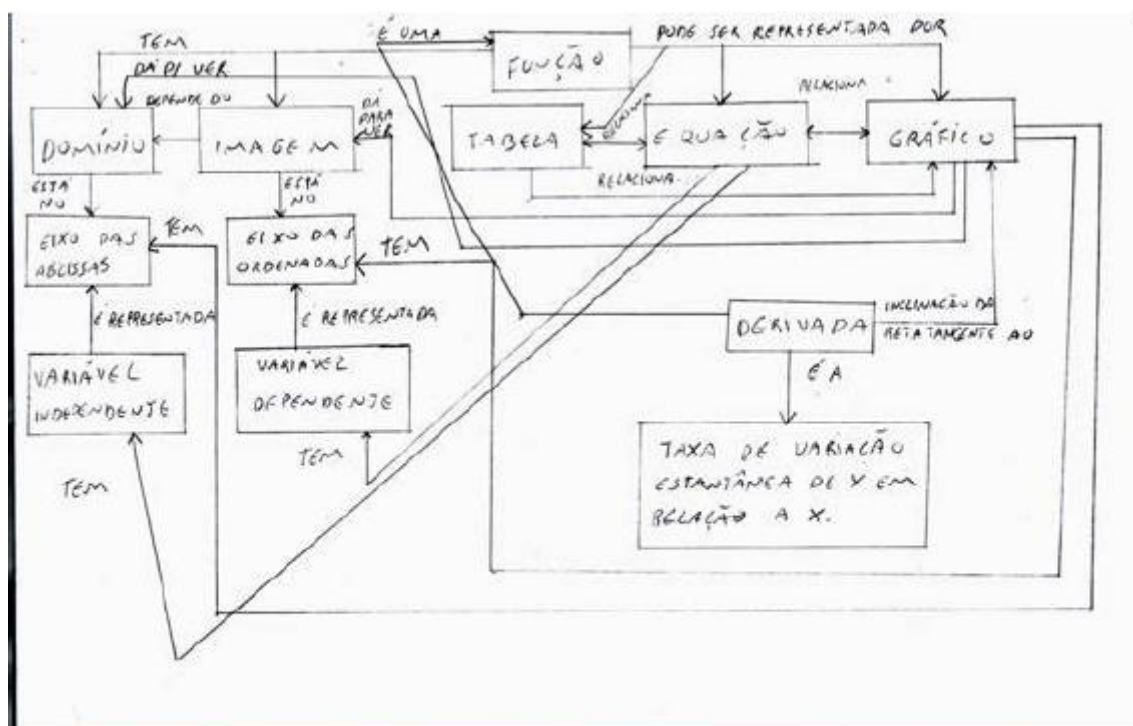 É UMA
PODE SER REPRESENTADA POR
TEM
FUNÇÃO
DÁ P/ VER
RELACIONA
DEPENDE DO
DOMÍNIO
IMAGEM
DÁ
PARA
VER
TABELA
RELACIONA
EQUAÇÃO
GRÁFICO
ESTÁ
NO
ESTÁ
NO
RELACIONA
EIXO DAS
ABCISSAS
TEM
EIXO DAS
ORDENADAS
TEM
É REPRESENTADA
É REPRESENTADA
DERIVADA
INCLINAÇÃO DA
RETA TANGENTE AO
VARIÁVEL
INDEPENDENTE
VARIÁVEL
DEPENDENTE
É A
TEM
TEM
TAXA DE VARIAÇÃO
ESTANTÂNEA DE Y EM
RELAÇÃO A X.